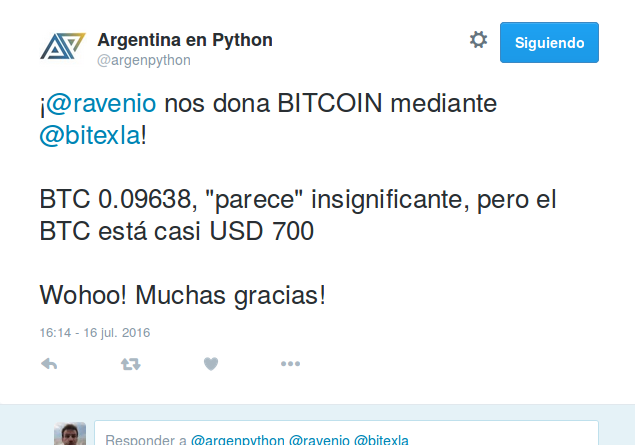 Argentina en Python
@argenpython
Siguiendo
¡@ravenio nos dona BITCOIN mediante
@bitexla!
BTC 0.09638, "parece" insignificante, pero el
BTC está casi USD 700
Wohoo! Muchas gracias!
16:14 - 16 jul. 2016
Responder a @argenpython @ravenio @bitexla